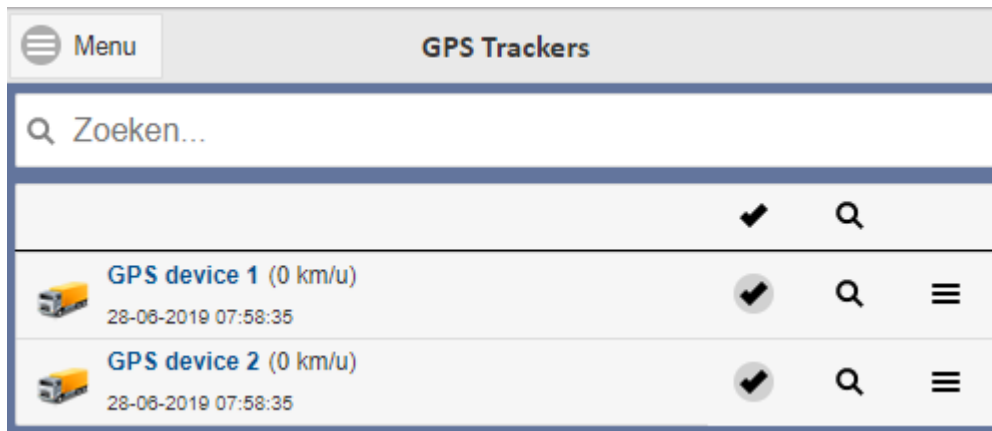 Menu
GPS Trackers
Zoeken...
GPS device 1 (0 km/u)
28-06-2019 07:58:35
GPS device 2 (0 km/u)
28-06-2019 07:58:35